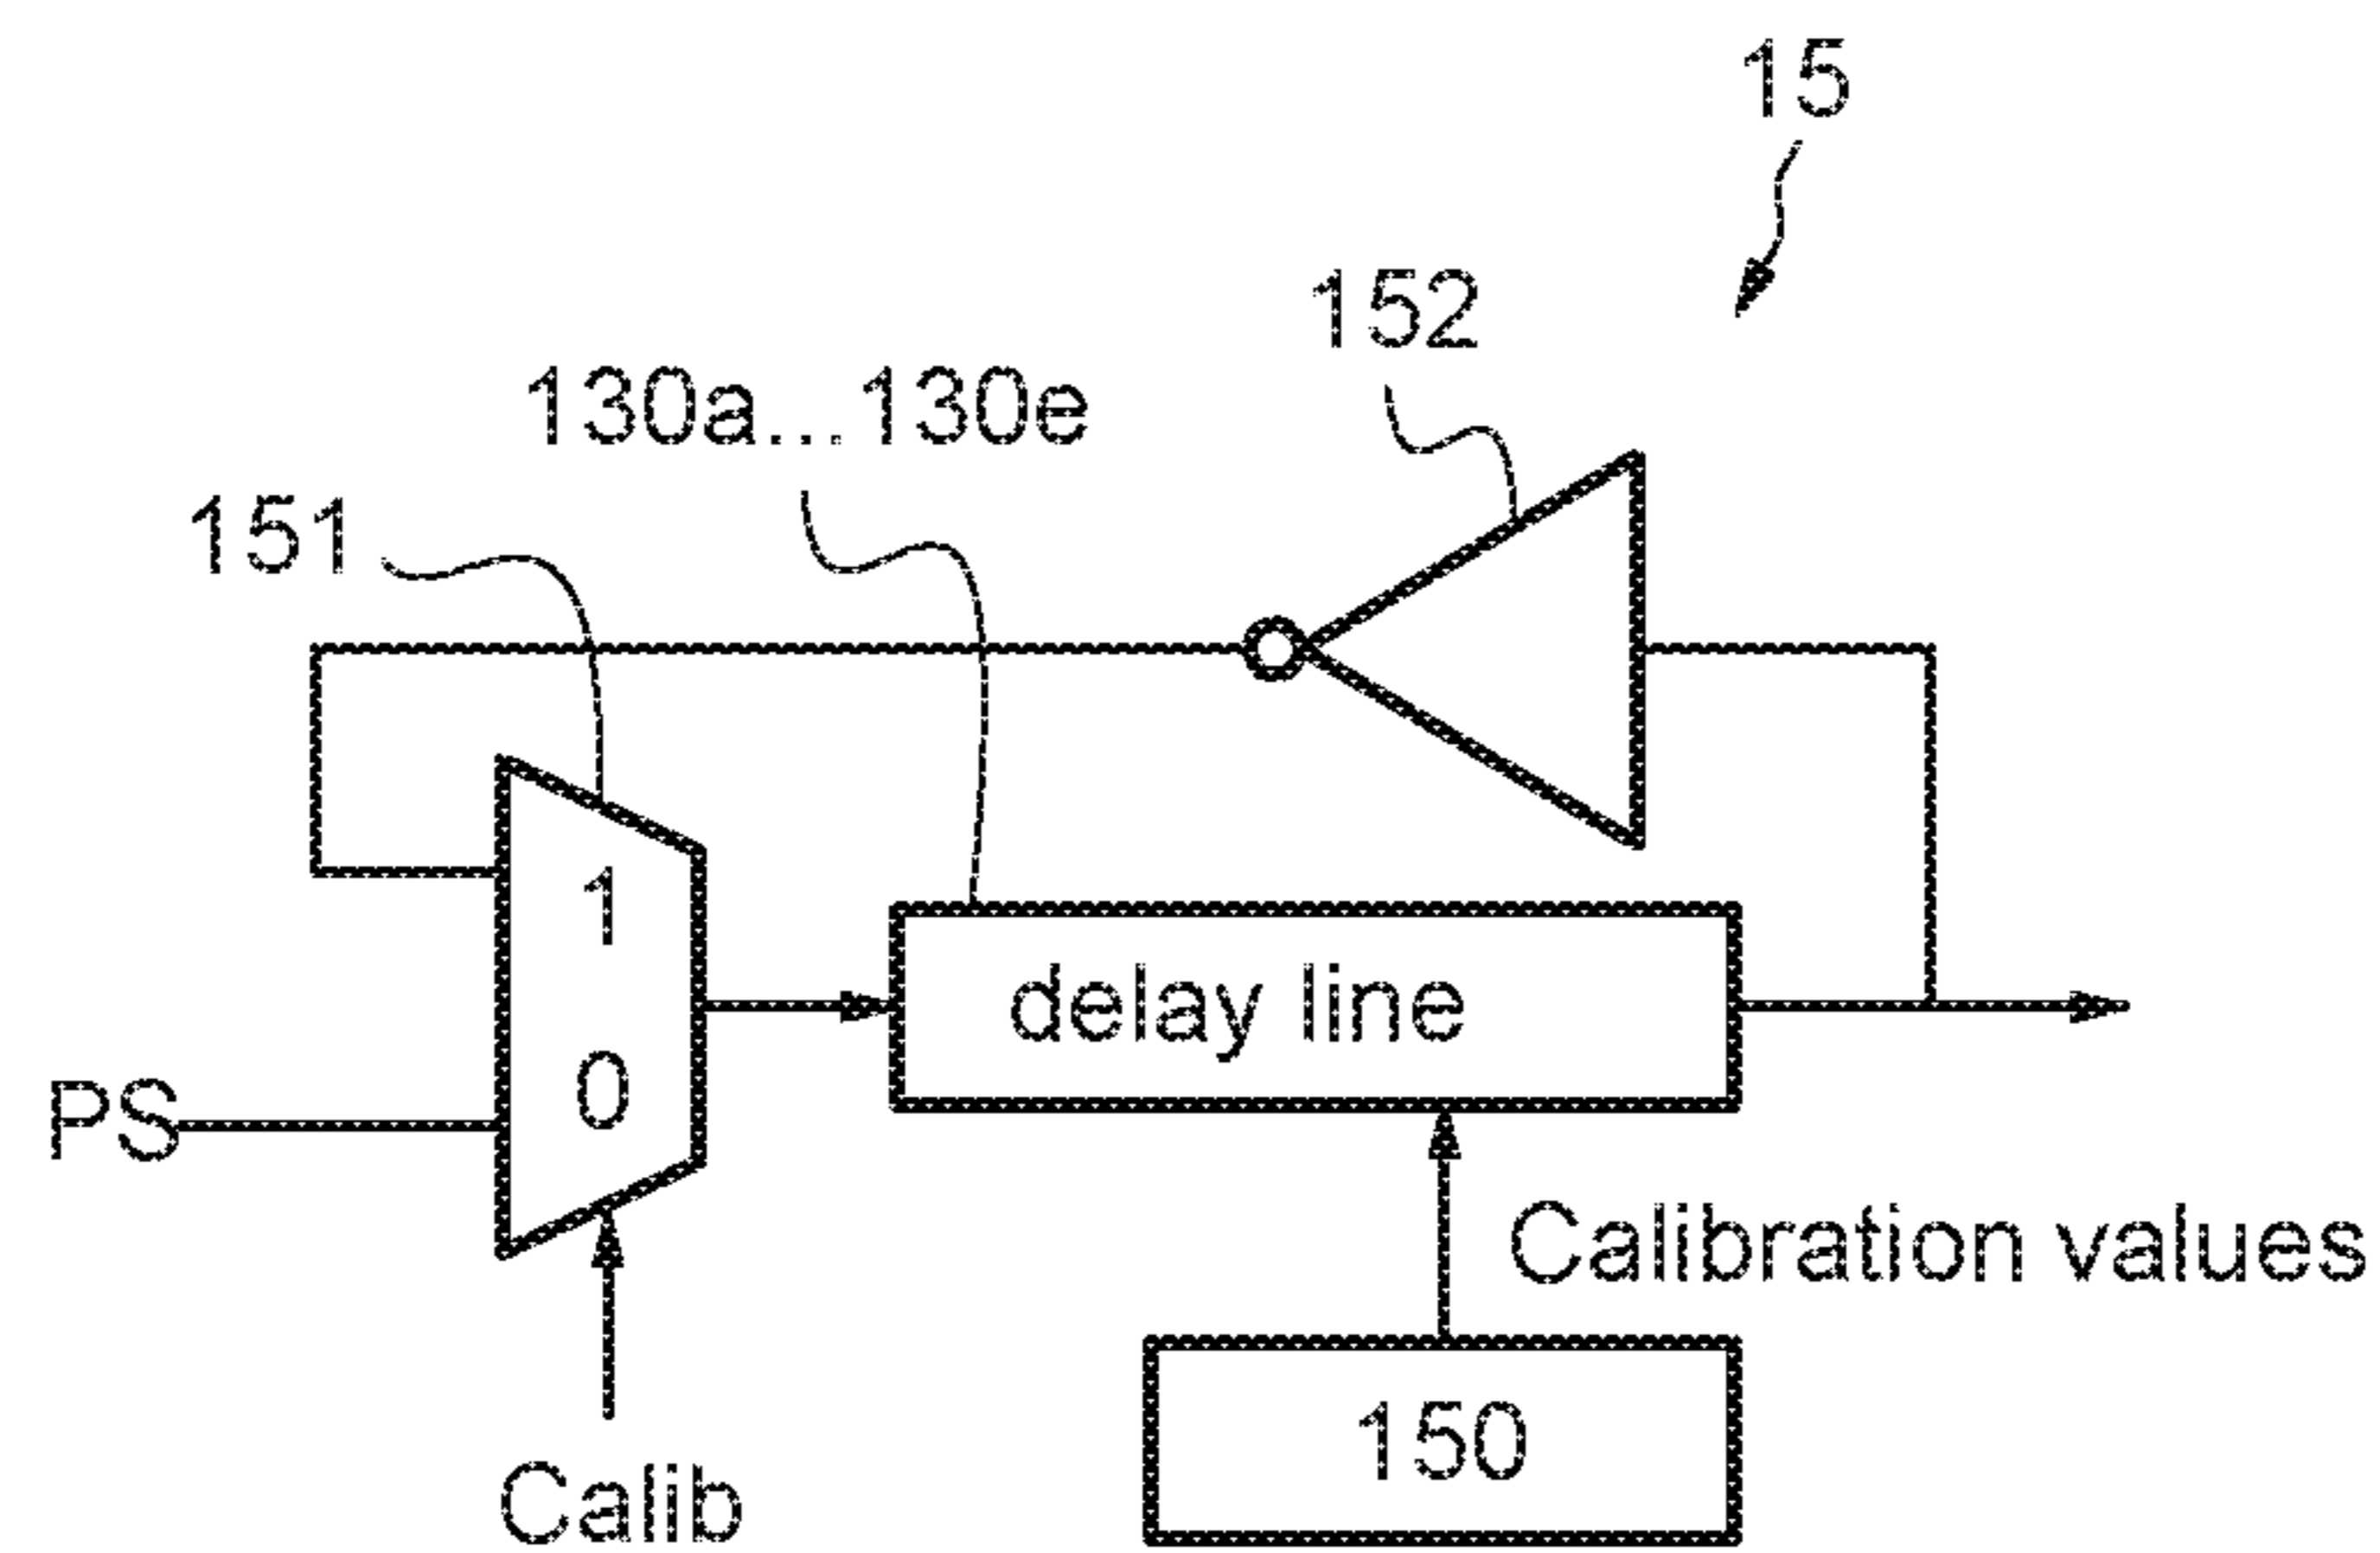 15
152
130a...130e
151
1
delay line
0
PS
Calibration values
150
Calib